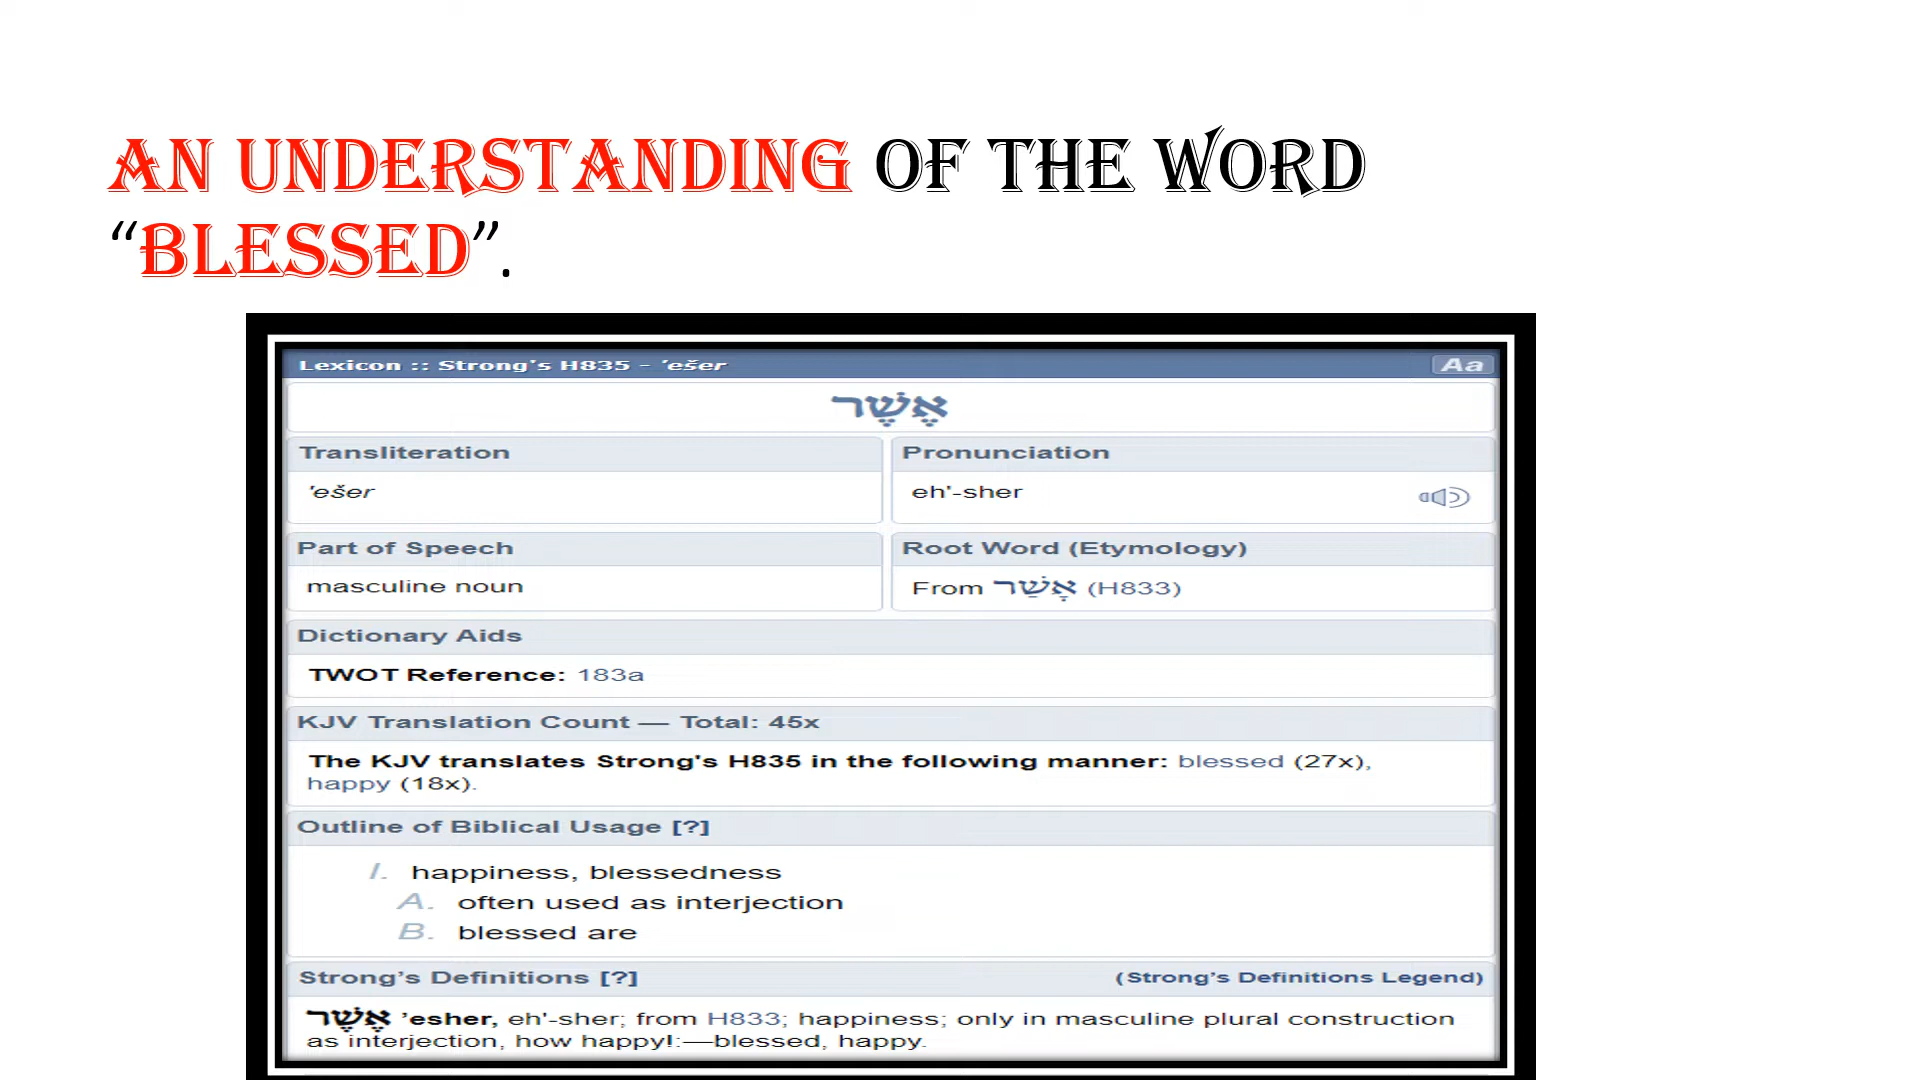 AN UNDERSTANDING OF THE WORD
“BLESSED”.
Lexicon :: Strong's H835 - 'ešer
Aa
אֶשֶׁר
Transliteration
Pronunciation
'ešer
eh'-sher
Part of Speech
Root Word (Etymology)
masculine noun
From אָשַׁר (H833)
Dictionary Aids
TWOT Reference: 183a
KJV Translation Count — Total: 45x
The KJV translates Strong's H835 in the following manner: blessed (27x),
happy (18x).
Outline of Biblical Usage [?]
I. happiness, blessedness
A. often used as interjection
B. blessed are
Strong’s Definitions [?]
(Strong’s Definitions Legend)
אֶשֶׁר ’esher, eh'-sher; from H833; happiness; only in masculine plural construction
as interjection, how happy!:—blessed, happy.